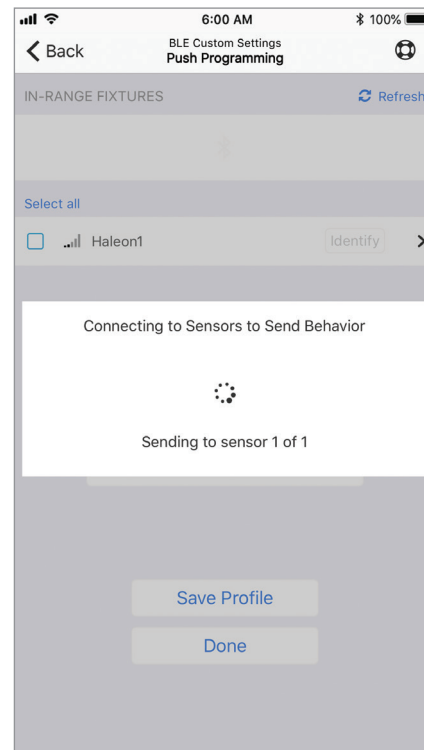 6:00 AM
100%
Back
BLE Custom Settings
Push Programming
IN-RANGE FIXTURES
Refresh
Select all
Haleon1
Identify
Connecting to Sensors to Send Behavior
Sending to sensor 1 of 1
Save Profile
Done